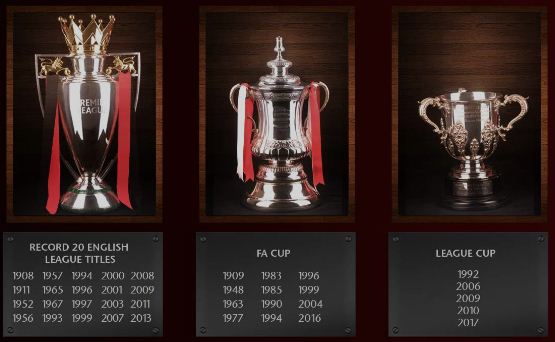 PREMIER
LEAGUE
RECORD 20 ENGLISH
LEAGUE TITLES
1908 1957 1994 2000 2008
1911 1965 1996 2001 2009
1952 1967 1997 2003 2011
1956 1993 1999 2007 2013
FA CUP
1909 1983 1996
1948 1985 1999
1963 1990 2004
1977 1994 2016
LEAGUE CUP
1992
2006
2009
2010
2017